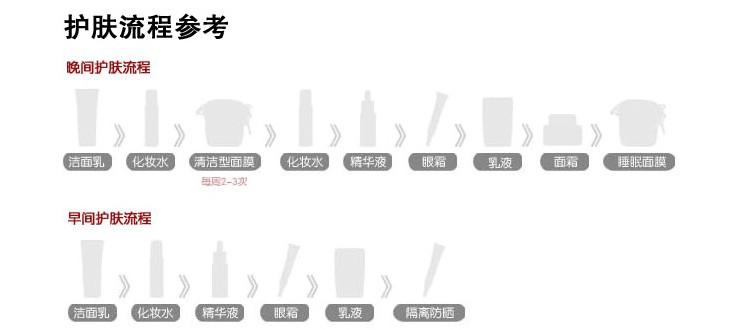 护肤流程参考
晚间护肤流程
洁面乳 化妆水 清洁型面膜 化妆水 精华液 眼霜 乳液 面霜 睡眠面膜
每周2-3次
早间护肤流程
洁面乳 化妆水 精华液 眼霜 乳液 隔离防晒